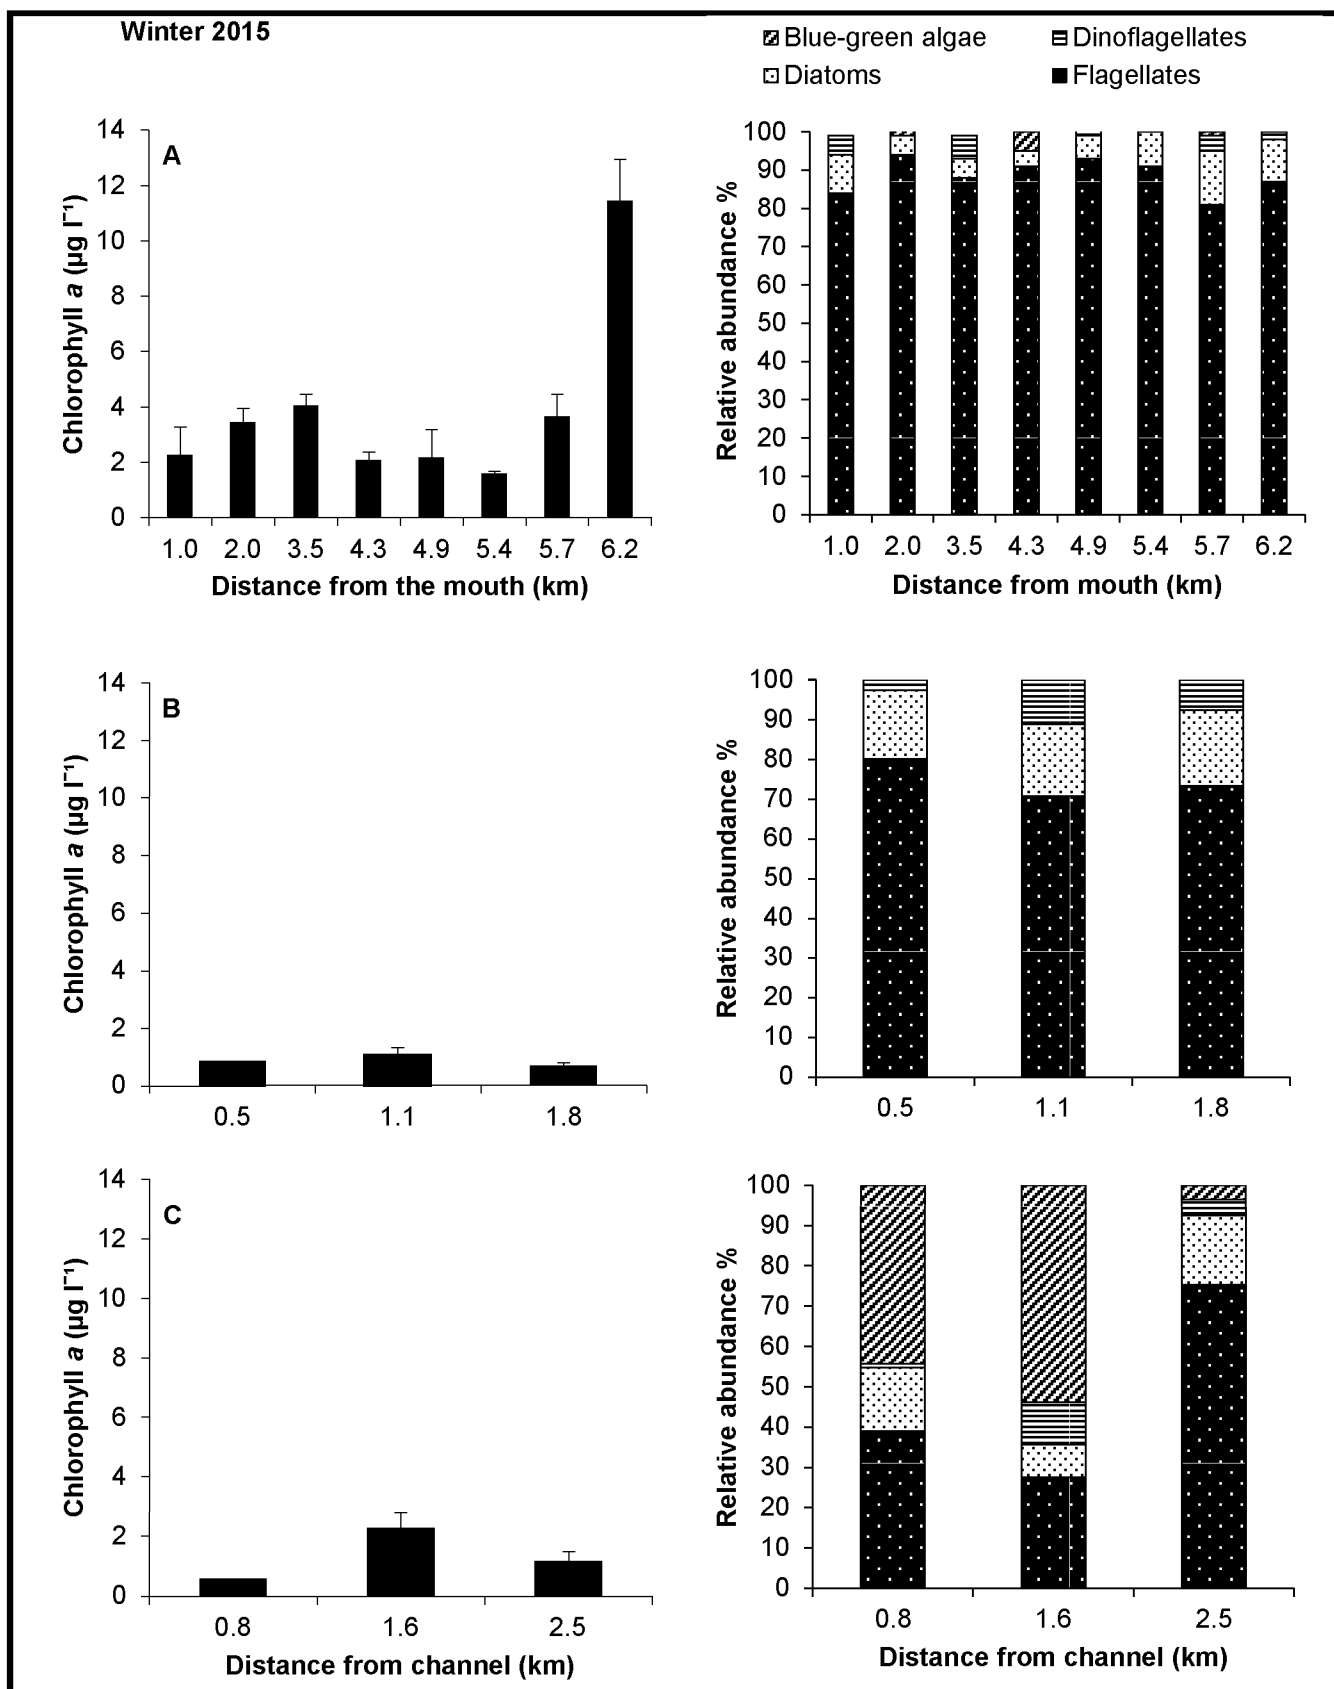 Winter 2015
Blue-green algae
Dinoflagellates
Diatoms
Flagellates
A
Chlorophyll a (µg l⁻¹)
14
12
10
8
6
4
2
0
1.0 2.0 3.5 4.3 4.9 5.4 5.7 6.2
Distance from the mouth (km)
Relative abundance %
100
90
80
70
60
50
40
30
20
10
0
1.0 2.0 3.5 4.3 4.9 5.4 5.7 6.2
Distance from mouth (km)
B
Chlorophyll a (µg l⁻¹)
14
12
10
8
6
4
2
0
0.5 1.1 1.8
Relative abundance %
100
90
80
70
60
50
40
30
20
10
0
0.5 1.1 1.8
C
Chlorophyll a (µg l⁻¹)
14
12
10
8
6
4
2
0
0.8 1.6 2.5
Distance from channel (km)
Relative abundance %
100
90
80
70
60
50
40
30
20
10
0
0.8 1.6 2.5
Distance from channel (km)